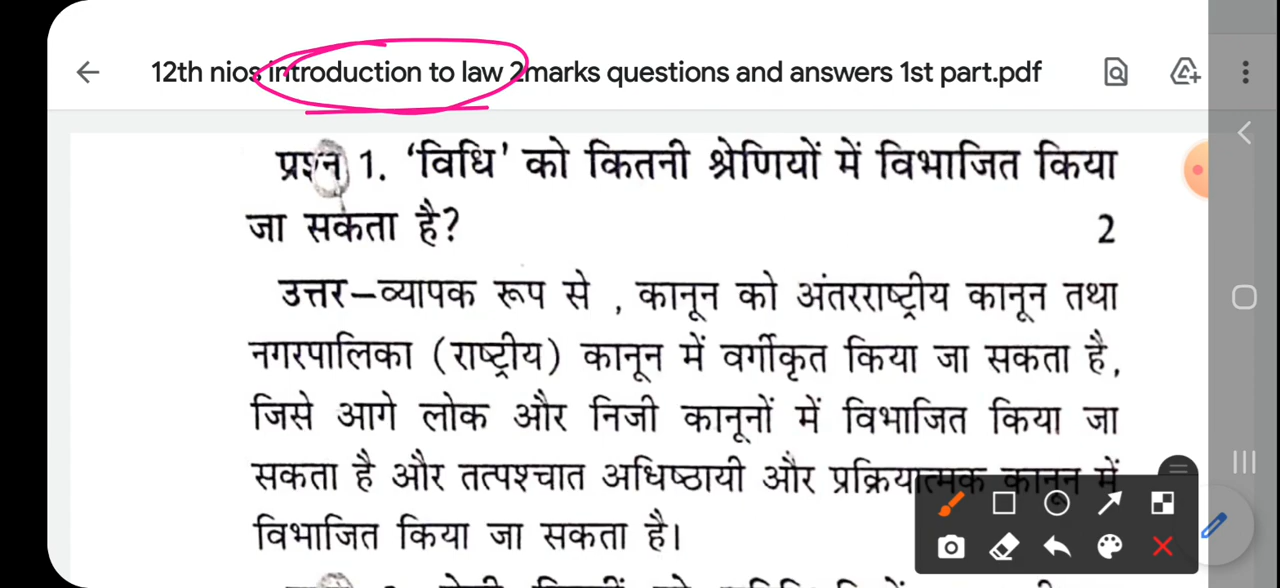 12th nios introduction to law 2marks questions and answers 1st part.pdf
प्रश्न 1. ‘विधि’ को कितनी श्रेणियों में विभाजित किया
जा सकता है? 2
उत्तर–व्यापक रूप से , कानून को अंतरराष्ट्रीय कानून तथा
नगरपालिका (राष्ट्रीय) कानून में वर्गीकृत किया जा सकता है,
जिसे आगे लोक और निजी कानूनों में विभाजित किया जा
सकता है और तत्पश्चात अधिष्ठायी और प्रक्रियात्मक कानून में
विभाजित किया जा सकता है।